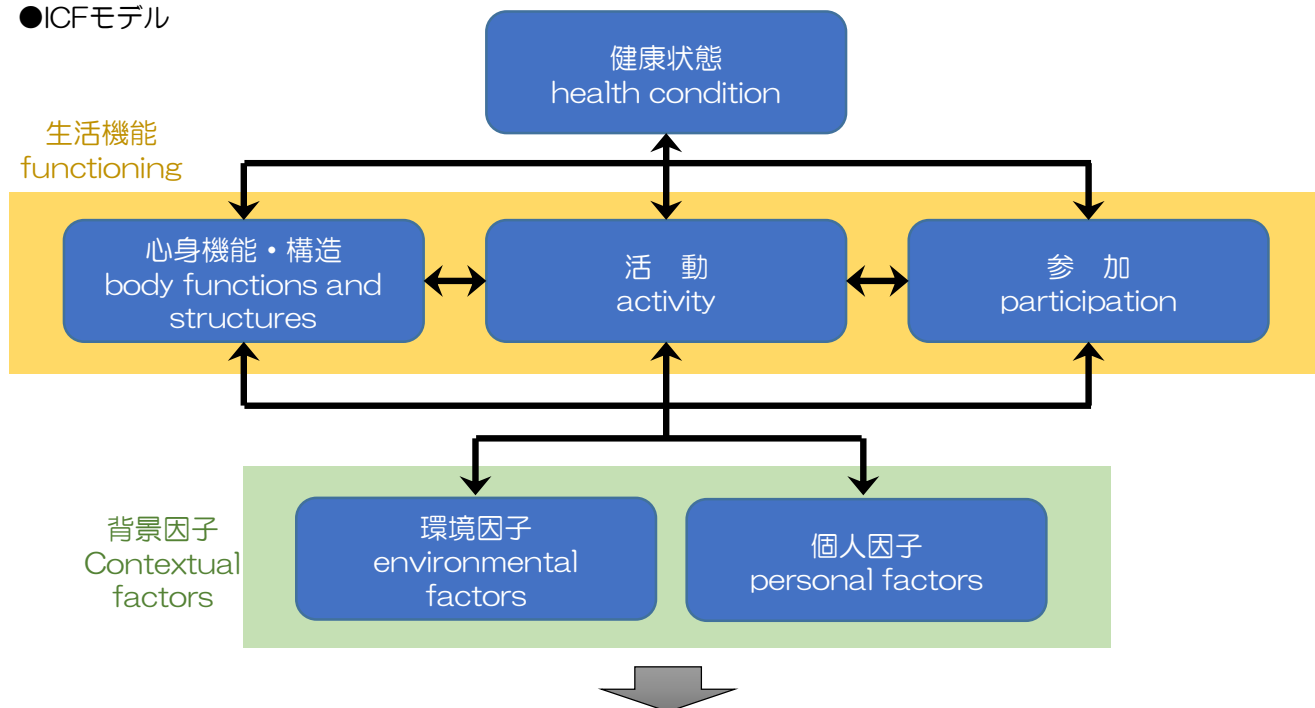 ●ICFモデル
健康状態
health condition
生活機能
functioning
心身機能・構造
body functions and
structures
活　動
activity
参　加
participation
背景因子
Contextual
factors
環境因子
environmental
factors
個人因子
personal factors